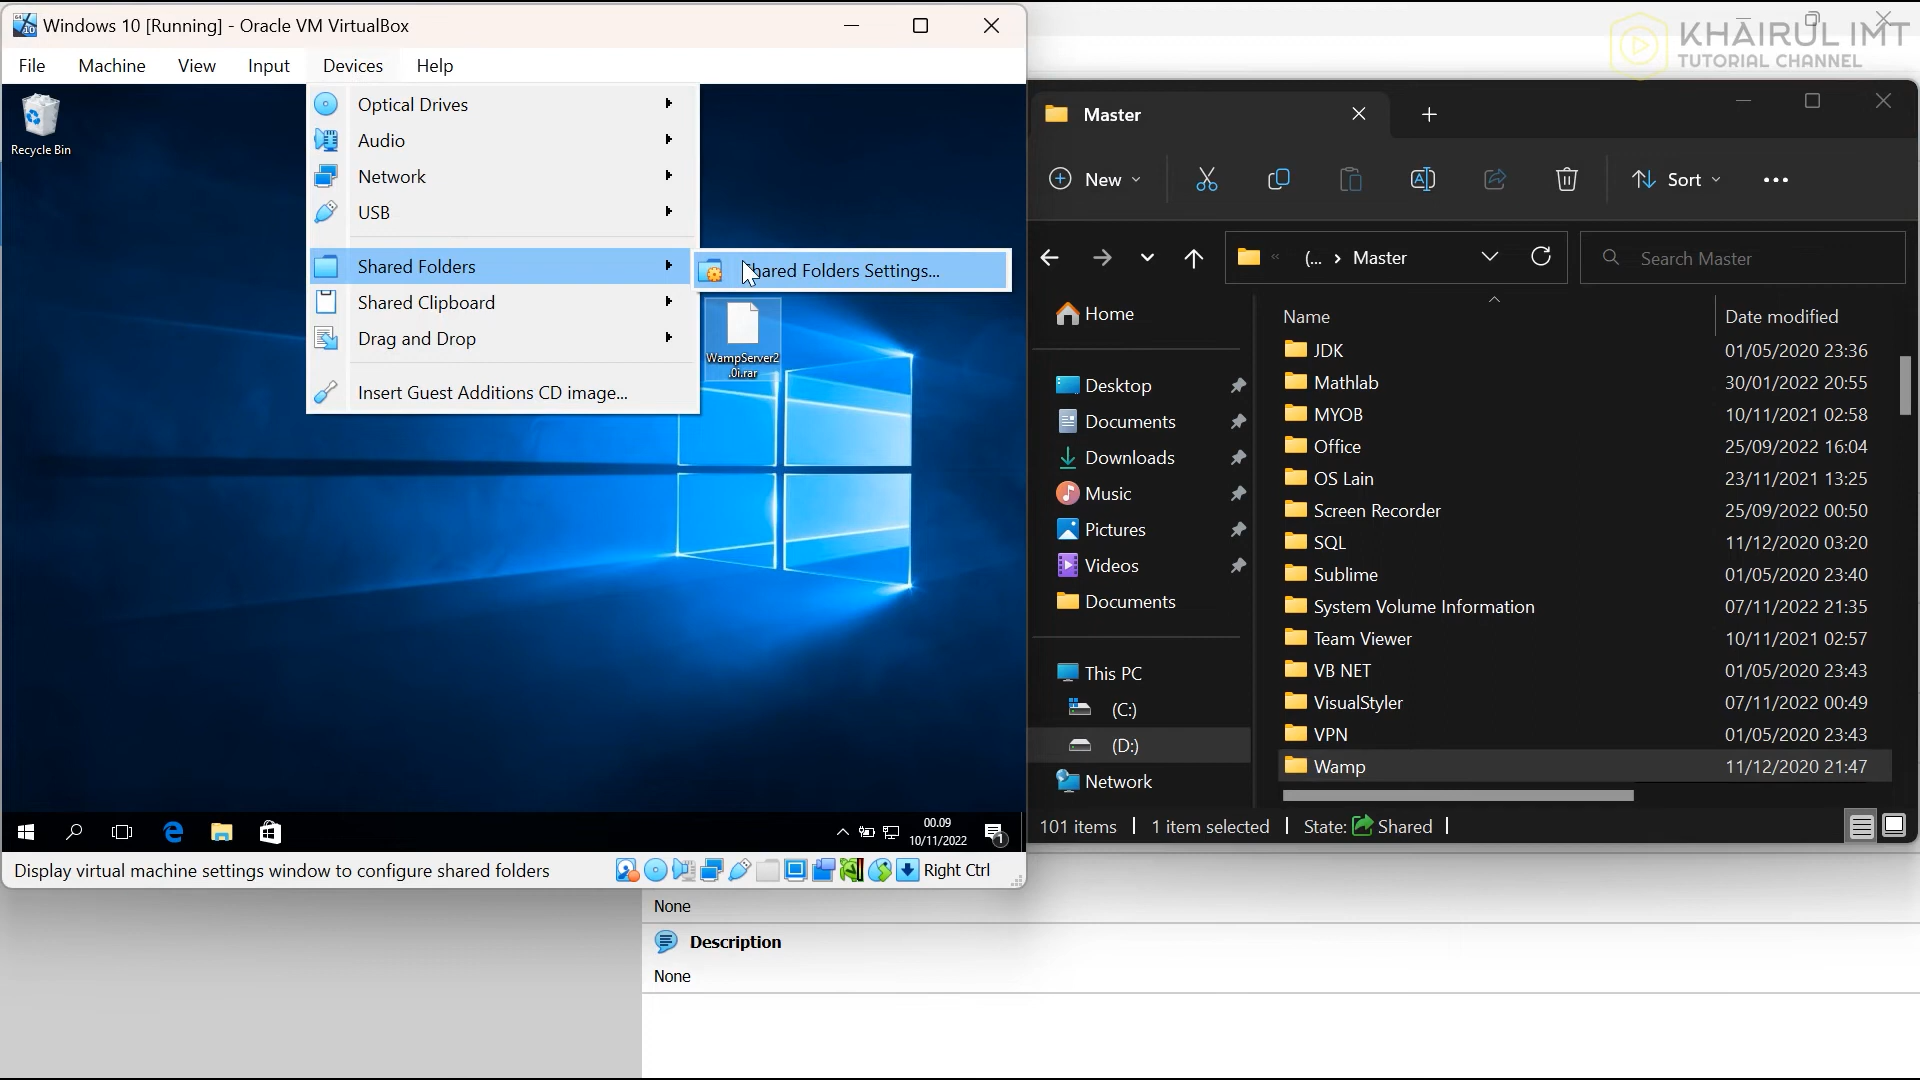 Windows 10 [Running] - Oracle VM VirtualBox
File Machine View Input Devices Help
Recycle Bin
Optical Drives
Audio
Network
USB
Shared Folders
Shared Clipboard
Drag and Drop
Insert Guest Additions CD image...
Shared Folders Settings...
WampServer2
.0i.rar
00.09
10/11/2022
1
Display virtual machine settings window to configure shared folders
Right Ctrl
KHAIRUL IMT
TUTORIAL CHANNEL
Master
New
Sort
(... > Master
Search Master
Home
Desktop
Documents
Downloads
Music
Pictures
Videos
Documents
This PC
(C:)
(D:)
Network
Name Date modified
JDK 01/05/2020 23:36
Mathlab 30/01/2022 20:55
MYOB 10/11/2021 02:58
Office 25/09/2022 16:04
OS Lain 23/11/2021 13:25
Screen Recorder 25/09/2022 00:50
SQL 11/12/2020 03:20
Sublime 01/05/2020 23:40
System Volume Information 07/11/2022 21:35
Team Viewer 10/11/2021 02:57
VB NET 01/05/2020 23:43
VisualStyler 07/11/2022 00:49
VPN 01/05/2020 23:43
Wamp 11/12/2020 21:47
101 items 1 item selected State: Shared
None
Description
None